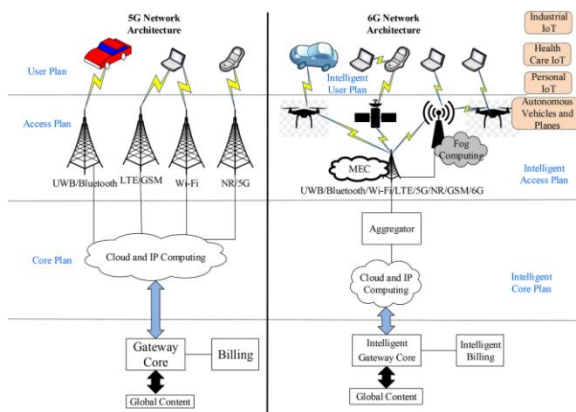 5G Network
Architecture
User Plan
Access Plan
UWB/Bluetooth
LTE/GSM
Wi-Fi
NR/5G
Core Plan
Cloud and IP Computing
Gateway
Core
Billing
Global Content
6G Network
Architecture
Intelligent
User Plan
Industrial
IoT
Health
Care IoT
Personal
IoT
Autonomous
Vehicles and
Planes
Fog
Computing
MEC
Intelligent
Access Plan
UWB/Bluetooth/Wi-Fi/LTE/5G/NR/GSM/6G
Aggregator
Cloud and IP
Computing
Intelligent
Core Plan
Intelligent
Gateway Core
Intelligent
Billing
Global Content